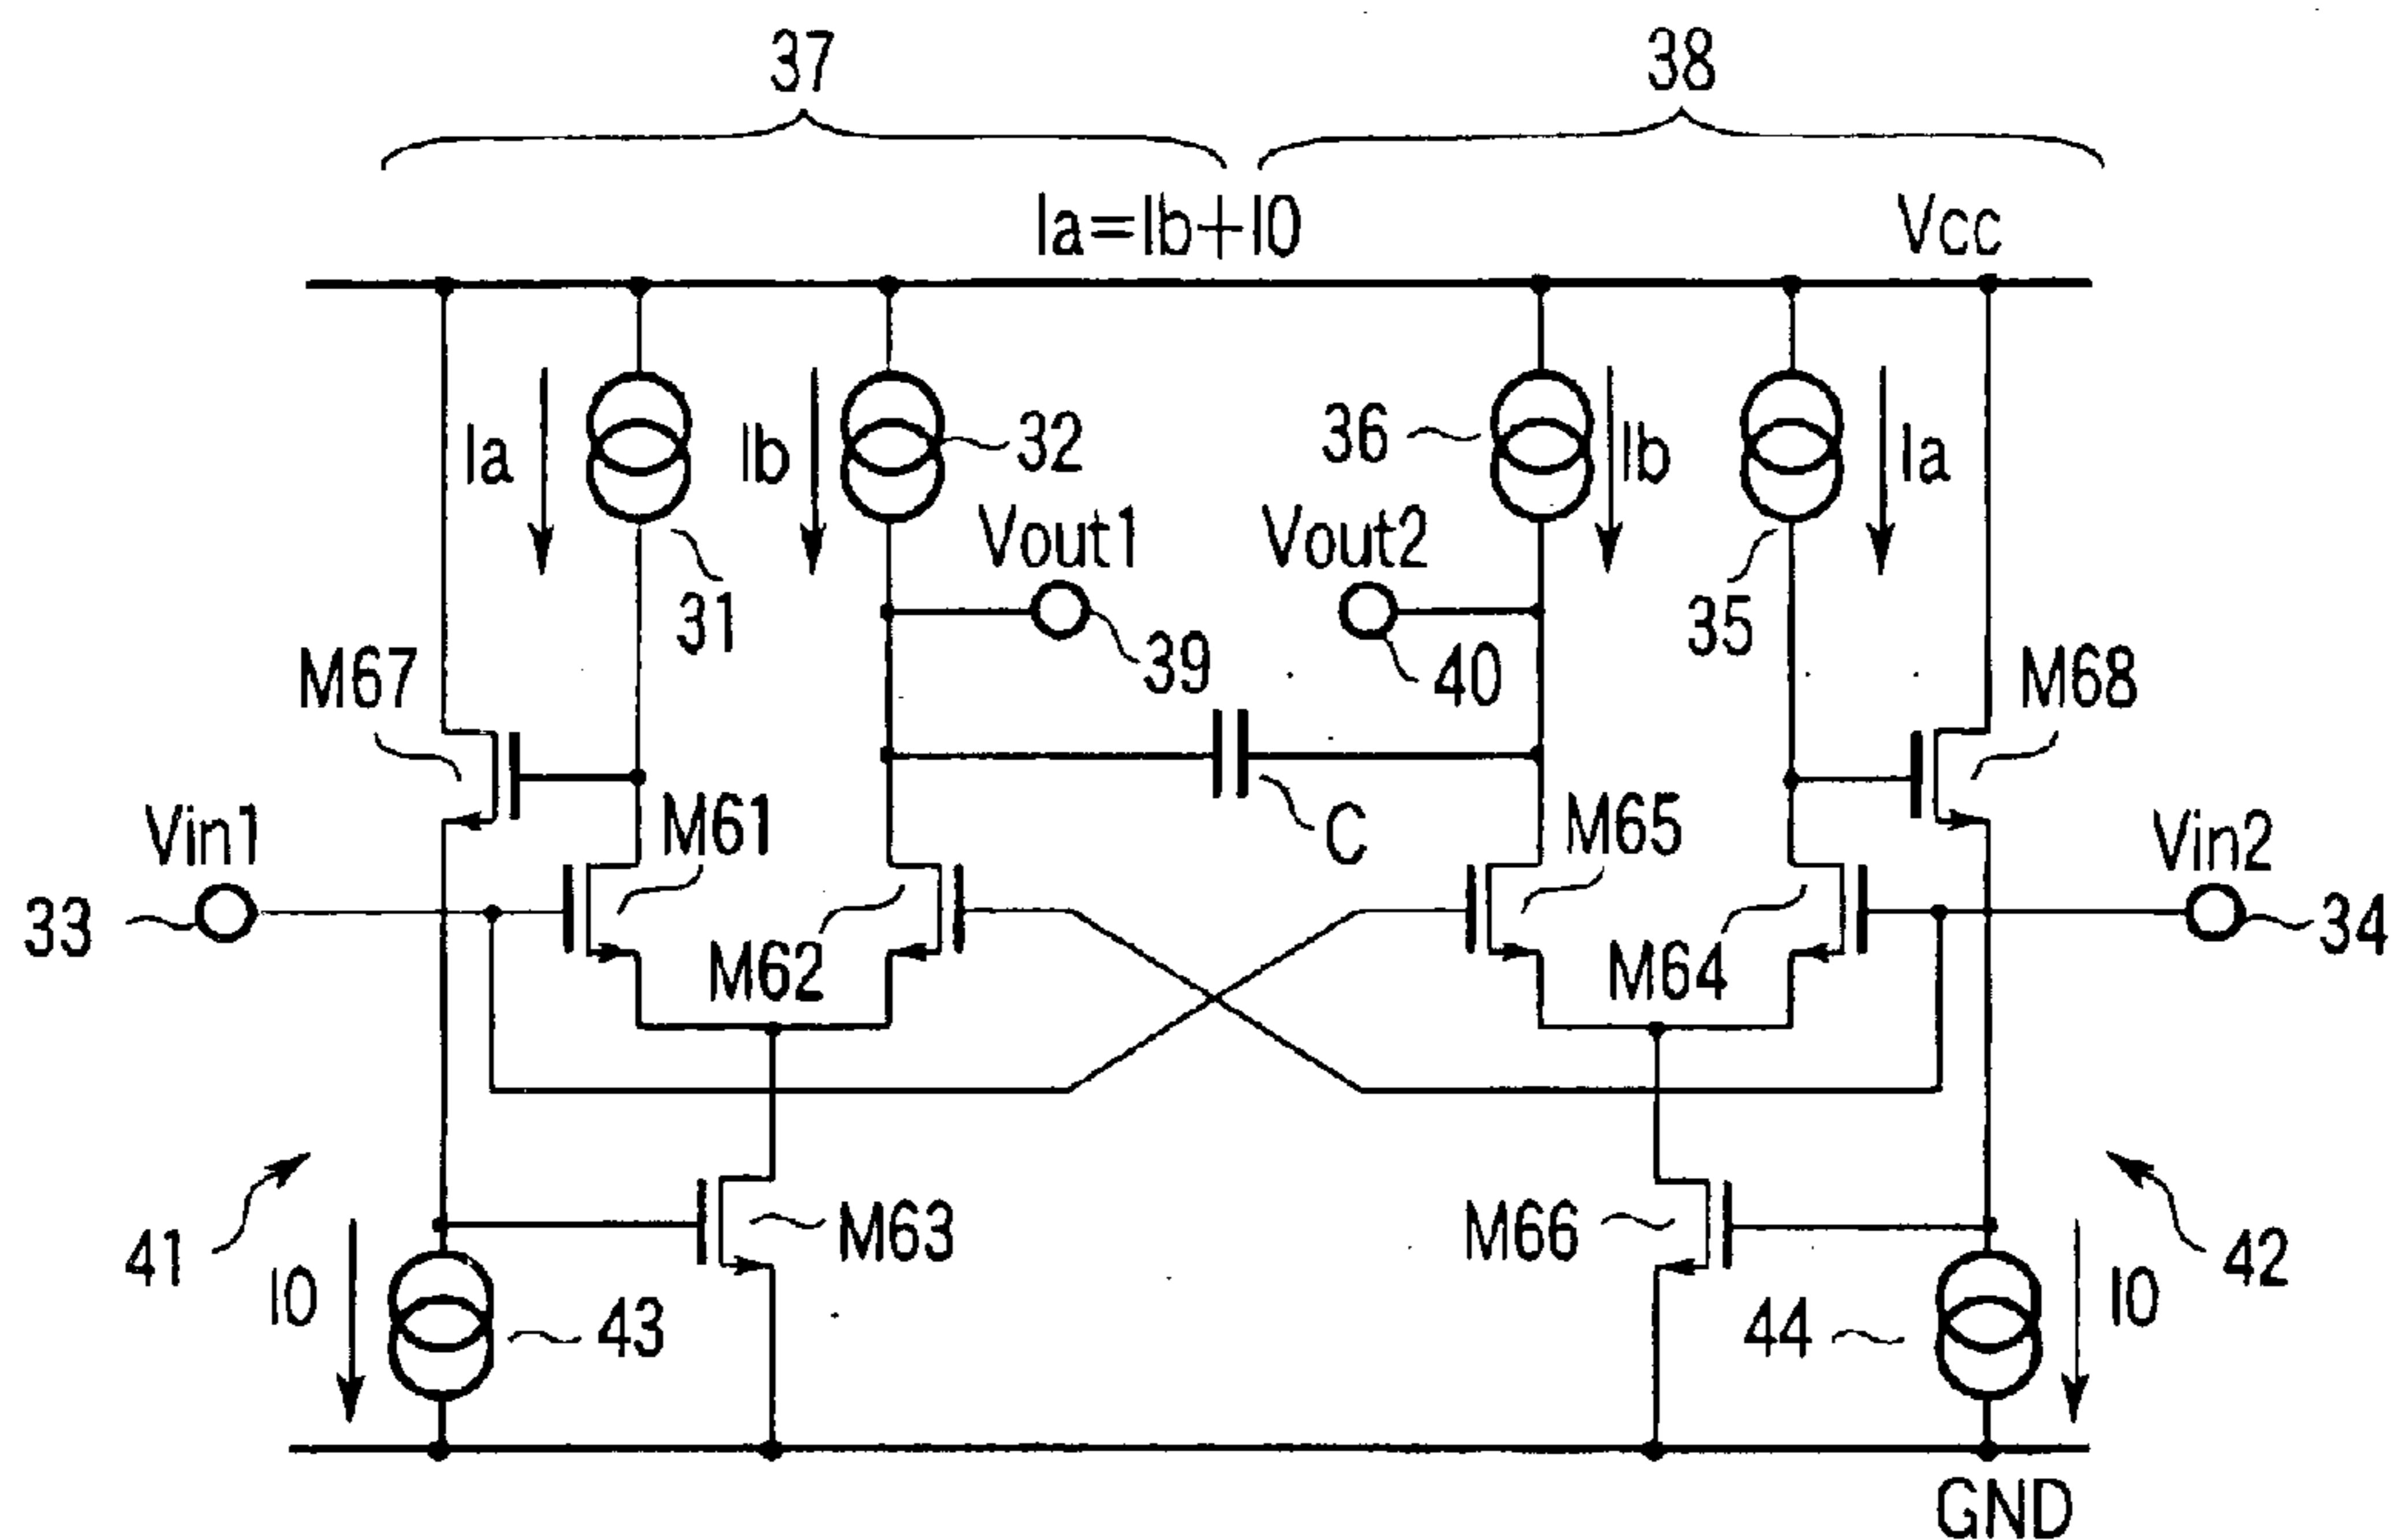 37
38
Ia=Ib+I0
Vcc
Ia
Ib
32
36
Ib
Ia
Vout1
Vout2
31
35
39
40
M67
M68
M61
M65
C
Vin1
Vin2
33
M62
M64
34
M63
M66
41
42
I0
43
44
I0
GND